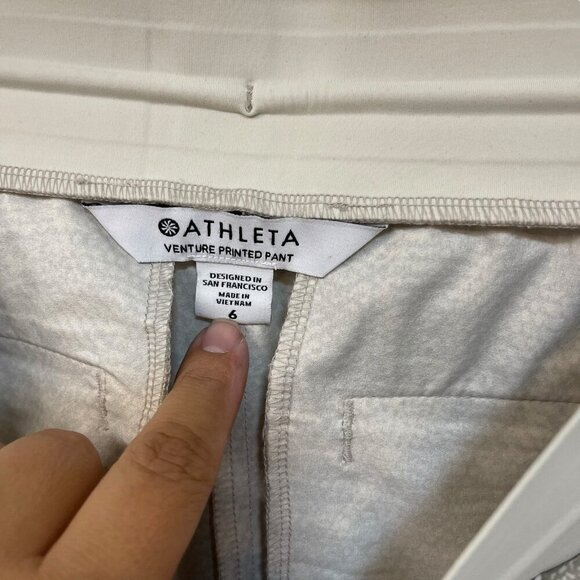 ATHLETA
VENTURE PRINTED PANT
DESIGNED IN
SAN FRANCISCO
MADE IN
VIETNAM
6